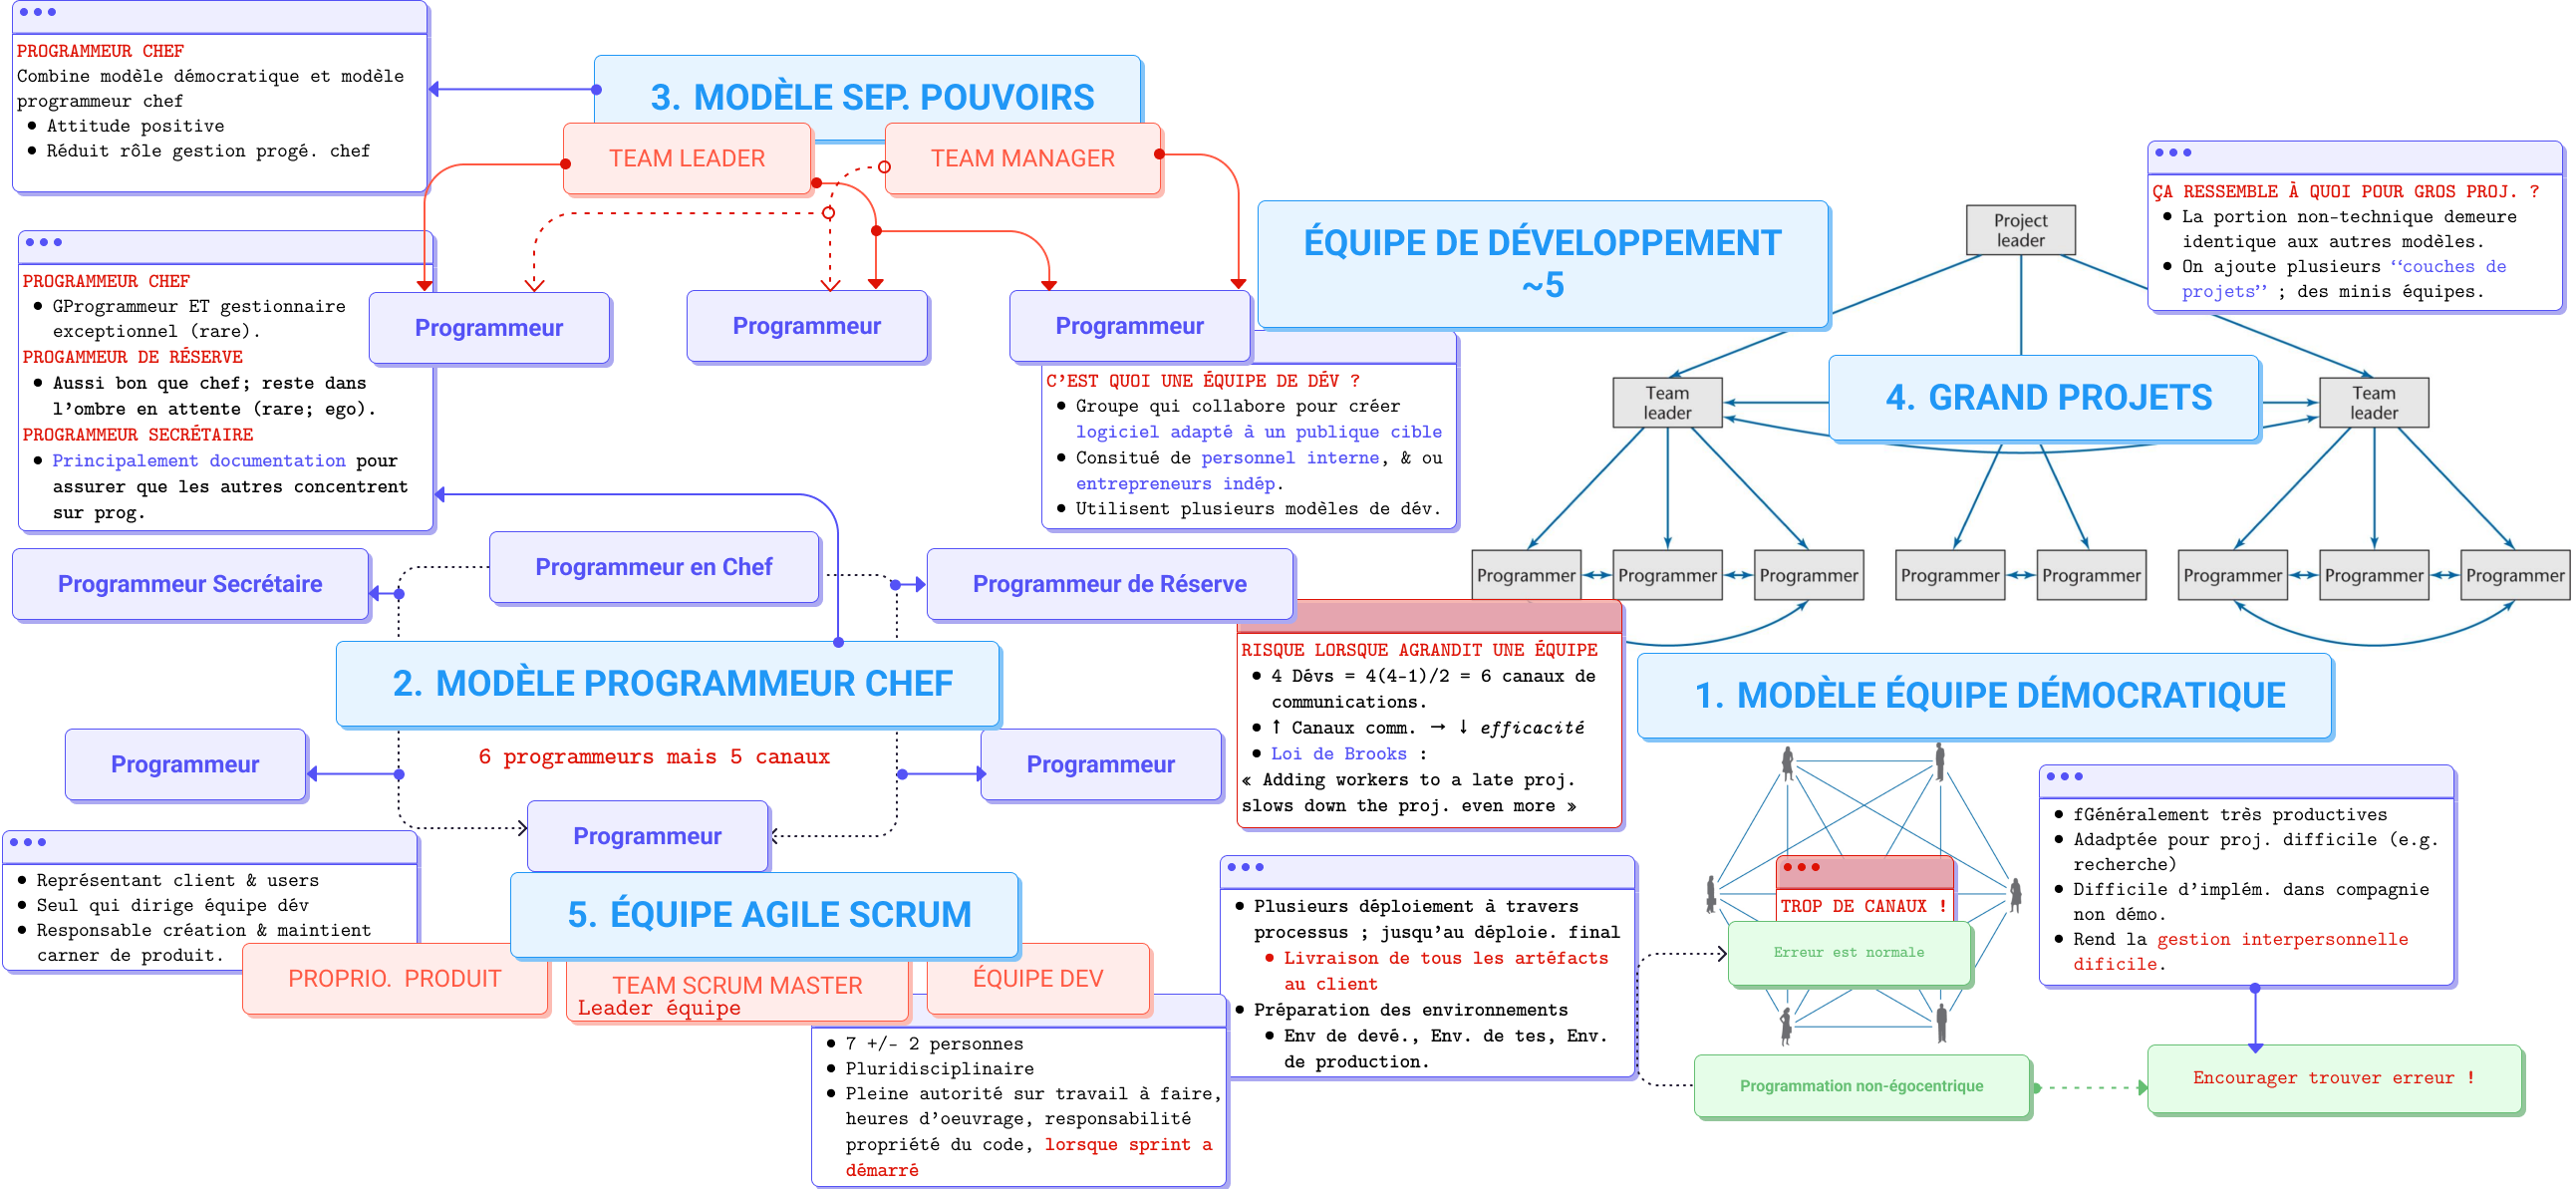 PROGRAMMEUR CHEF
Combine modèle démocratique et modèle
programmeur chef
• Attitude positive
• Réduit rôle gestion progé. chef
3. MODÈLE SEP. POUVOIRS
TEAM LEADER
TEAM MANAGER
Programmeur
Programmeur
Programmeur
PROGRAMMEUR CHEF
• GProgrammeur ET gestionnaire
exceptionnel (rare).
PROGAMMEUR DE RÉSERVE
• Aussi bon que chef; reste dans
l'ombre en attente (rare; ego).
PROGRAMMEUR SECRÉTAIRE
• Principalement documentation pour
assurer que les autres concentrent
sur prog.
ÉQUIPE DE DÉVELOPPEMENT
~5
C'EST QUOI UNE ÉQUIPE DE DÉV ?
• Groupe qui collabore pour créer
logiciel adapté à un publique cible
• Consitué de personnel interne, & ou
entrepreneurs indép.
• Utilisent plusieurs modèles de dév.
ÇA RESSEMBLE À QUOI POUR GROS PROJ. ?
• La portion non-technique demeure
identique aux autres modèles.
• On ajoute plusieurs “couches de
projets” ; des minis équipes.
Project
leader
Team
leader
4. GRAND PROJETS
Team
leader
Programmer
Programmer
Programmer
Programmer
Programmer
Programmer
Programmer
Programmer
Programmeur Secrétaire
Programmeur en Chef
Programmeur de Réserve
2. MODÈLE PROGRAMMEUR CHEF
6 programmeurs mais 5 canaux
Programmeur
Programmeur
Programmeur
RISQUE LORSQUE AGRANDIT UNE ÉQUIPE
• 4 Dévs = 4(4-1)/2 = 6 canaux de
communications.
• ↑ Canaux comm. → ↓ efficacité
• Loi de Brooks :
« Adding workers to a late proj.
slows down the proj. even more »
1. MODÈLE ÉQUIPE DÉMOCRATIQUE
• fGénéralement très productives
• Adadptée pour proj. difficile (e.g.
recherche)
• Difficile d'implém. dans compagnie
non démo.
• Rend la gestion interpersonnelle
dificile.
TROP DE CANAUX !
Erreur est normale
Programmation non-égocentrique
Encourager trouver erreur !
• Représentant client & users
• Seul qui dirige équipe dév
• Responsable création & maintient
carner de produit.
5. ÉQUIPE AGILE SCRUM
PROPRIO. PRODUIT
TEAM SCRUM MASTER
Leader équipe
ÉQUIPE DEV
• 7 +/- 2 personnes
• Pluridisciplinaire
• Pleine autorité sur travail à faire,
heures d'oeuvrage, responsabilité
propriété du code, lorsque sprint a
démarré
• Plusieurs déploiement à travers
processus ; jusqu'au déploie. final
• Livraison de tous les artéfacts
au client
• Préparation des environnements
• Env de devé., Env. de tes, Env.
de production.